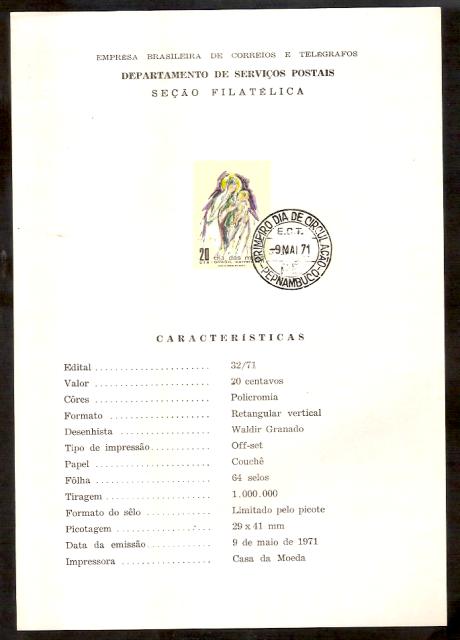 EMPRÊSA BRASILEIRA DE CORREIOS E TELÉGRAFOS
DEPARTAMENTO DE SERVIÇOS POSTAIS
SEÇÃO FILATÉLICA
20 dia das
PRIMEIRO DIA DE CIRCULAÇÃO
E.C.T.
-9.MAI 71
PERNAMBUCO
CARACTERÍSTICAS
Edital ....................... 32/71
Valor ....................... 20 centavos
Côres ....................... Policromia
Formato .................... Retangular vertical
Desenhista .................. Waldir Granado
Tipo de impressão............ Off-set
Papel ....................... Couchê
Fôlha ....................... 64 selos
Tiragem ..................... 1.000.000
Formato do sêlo ............. Limitado pelo picote
Picotagem ................... 29 x 41 mm
Data da emissão............. 9 de maio de 1971
Impressora .................. Casa da Moeda